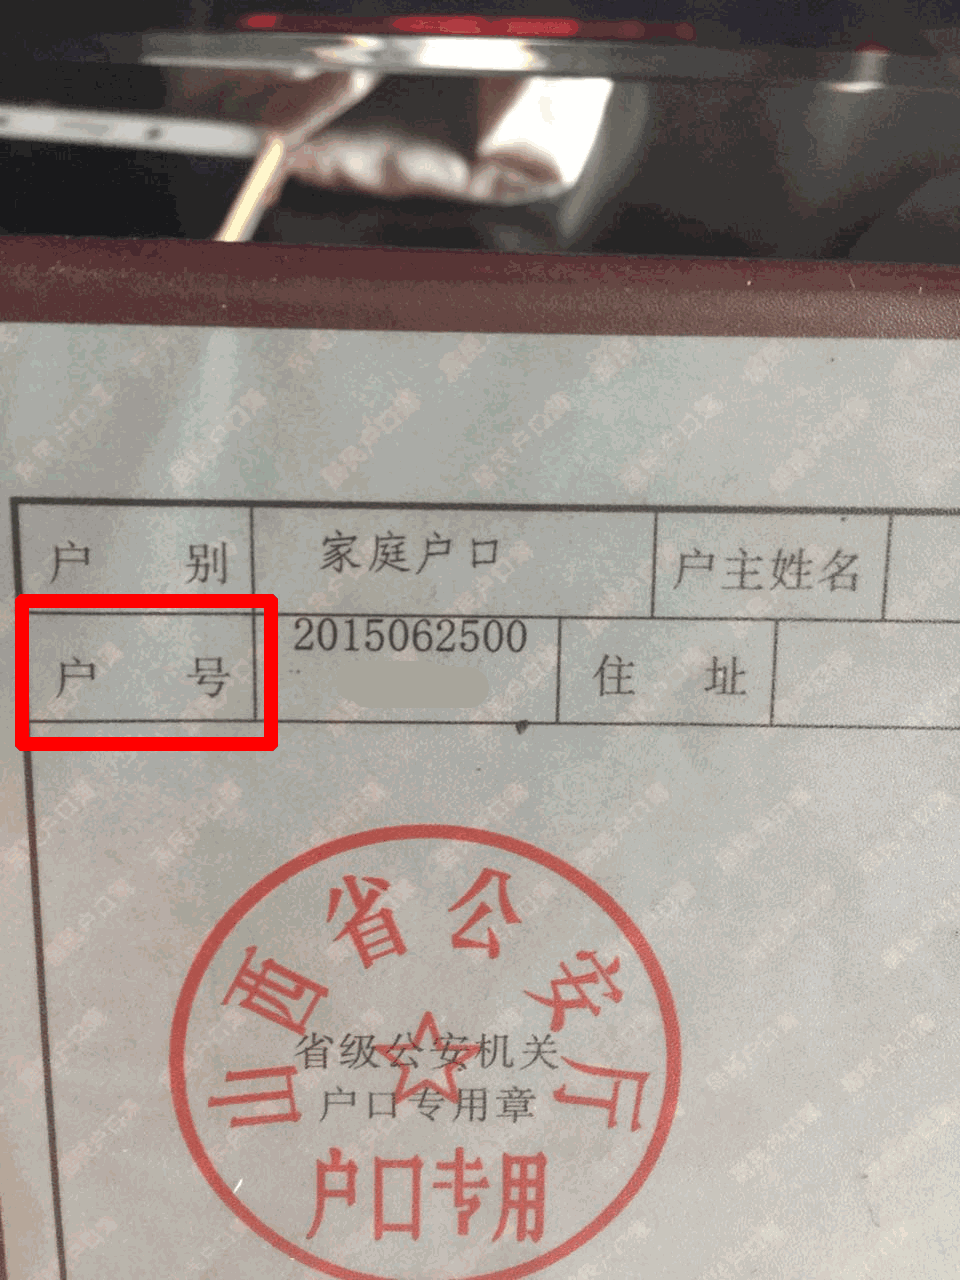 户 别 家庭户口 户主姓名
户 号 2015062500 住 址
山西省公安厅
省级公安机关
户口专用章
户口专用